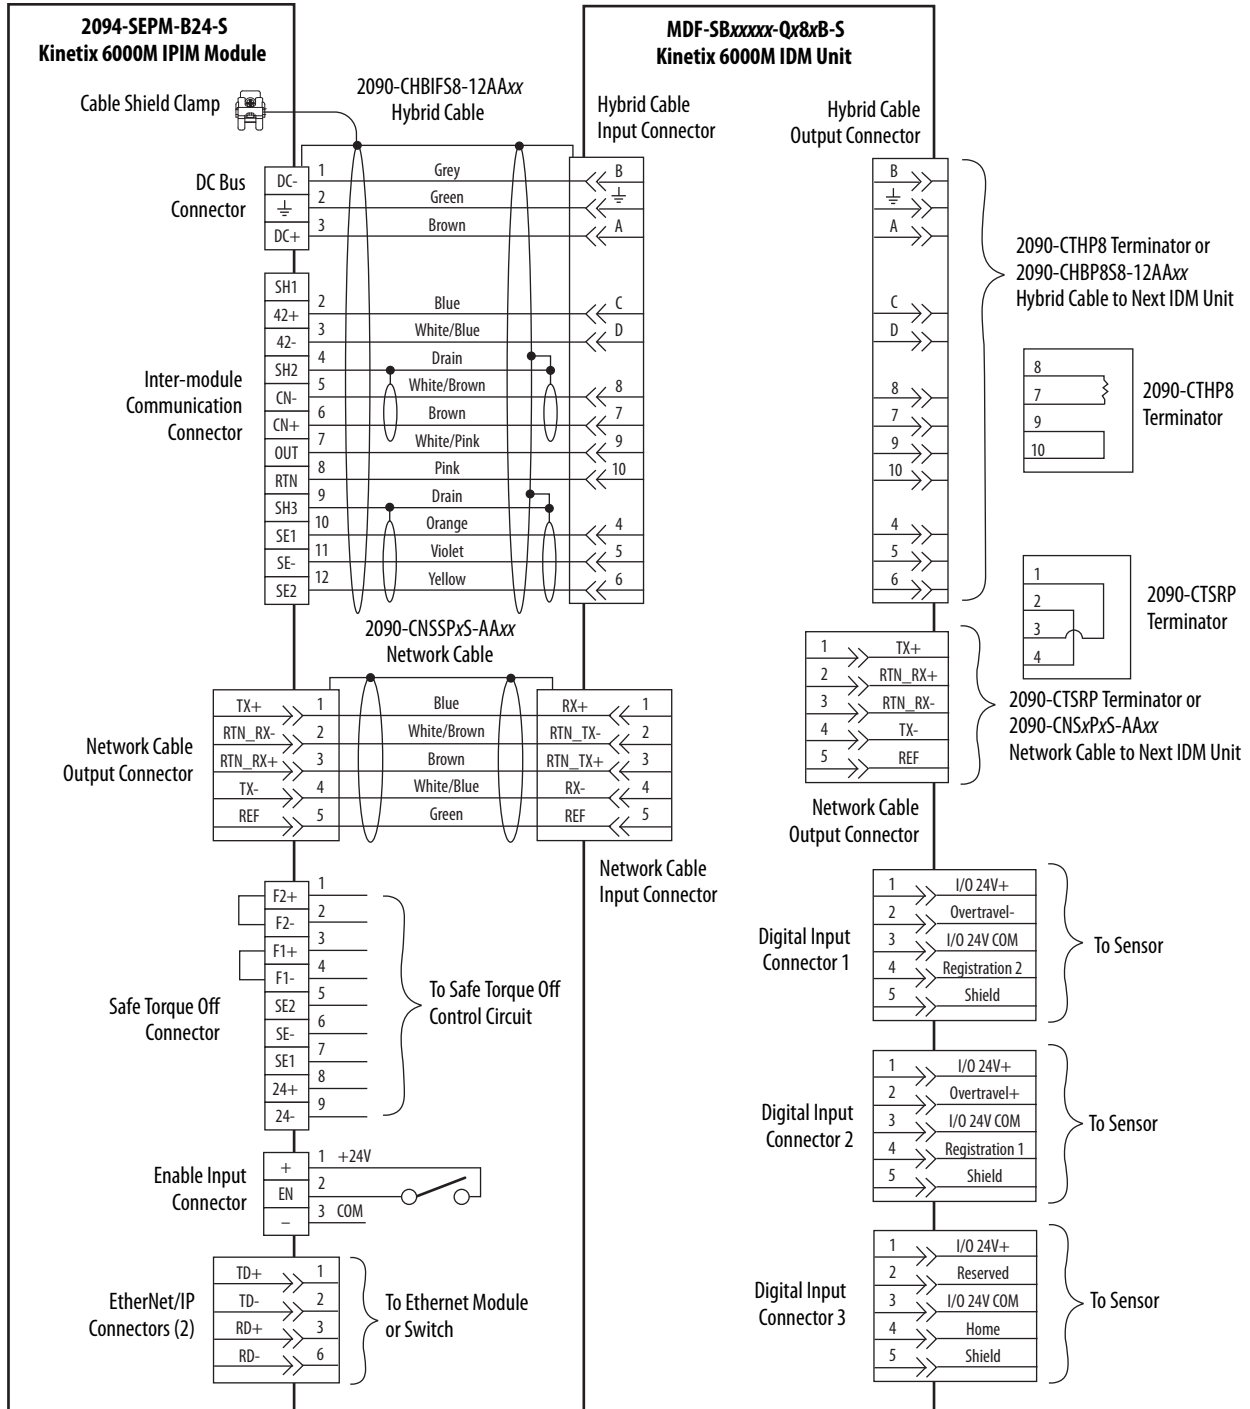 2094-SEPM-B24-S
Kinetix 6000M IPIM Module
MDF-SBxxxxx-Qx8xB-S
Kinetix 6000M IDM Unit
Cable Shield Clamp
2090-CHBIFS8-12AAxx
Hybrid Cable
Hybrid Cable
Input Connector
Hybrid Cable
Output Connector
DC Bus
Connector
DC- 1 Grey B
2 Green
DC+ 3 Brown A
Inter-module
Communication
Connector
SH1
42+ 2 Blue C
42- 3 White/Blue D
SH2 4 Drain
CN- 5 White/Brown 8
CN+ 6 Brown 7
OUT 7 White/Pink 9
RTN 8 Pink 10
SH3 9 Drain
SE1 10 Orange 4
SE- 11 Violet 5
SE2 12 Yellow 6
B
A
C
D
8
7
9
10
4
5
6
2090-CTHP8 Terminator or
2090-CHBP8S8-12AAxx
Hybrid Cable to Next IDM Unit
8
7
9
10
2090-CTHP8
Terminator
1
2
3
4
2090-CTSRP
Terminator
2090-CNSSPxS-AAxx
Network Cable
Network Cable
Output Connector
TX+ 1 Blue RX+ 1
RTN_RX- 2 White/Brown RTN_TX- 2
RTN_RX+ 3 Brown RTN_TX+ 3
TX- 4 White/Blue RX- 4
REF 5 Green REF 5
Network Cable
Input Connector
1 TX+
2 RTN_RX+
3 RTN_RX-
4 TX-
5 REF
Network Cable
Output Connector
2090-CTSRP Terminator or
2090-CNSxPxS-AAxx
Network Cable to Next IDM Unit
Safe Torque Off
Connector
F2+ 1
F2- 2
F1+ 3
F1- 4
SE2 5
SE- 6
SE1 7
24+ 8
24- 9
To Safe Torque Off
Control Circuit
Digital Input
Connector 1
1 I/O 24V+
2 Overtravel-
3 I/O 24V COM
4 Registration 2
5 Shield
To Sensor
Digital Input
Connector 2
1 I/O 24V+
2 Overtravel+
3 I/O 24V COM
4 Registration 1
5 Shield
To Sensor
Enable Input
Connector
+ 1 +24V
EN 2
– 3 COM
EtherNet/IP
Connectors (2)
TD+ 1
TD- 2
RD+ 3
RD- 6
To Ethernet Module
or Switch
Digital Input
Connector 3
1 I/O 24V+
2 Reserved
3 I/O 24V COM
4 Home
5 Shield
To Sensor